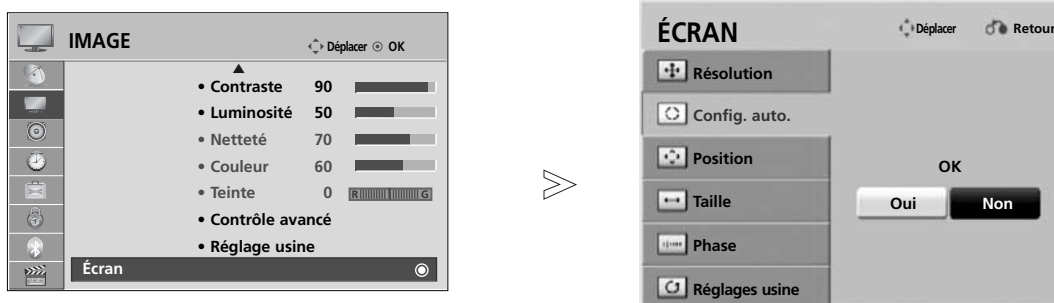 IMAGE
Déplacer OK
• Contraste 90
• Luminosité 50
• Netteté 70
• Couleur 60
• Teinte 0 R G
• Contrôle avancé
• Réglage usine
Écran
ÉCRAN
Déplacer Retour
Résolution
Config. auto.
Position
Taille
Phase
Réglages usine
OK
Oui Non